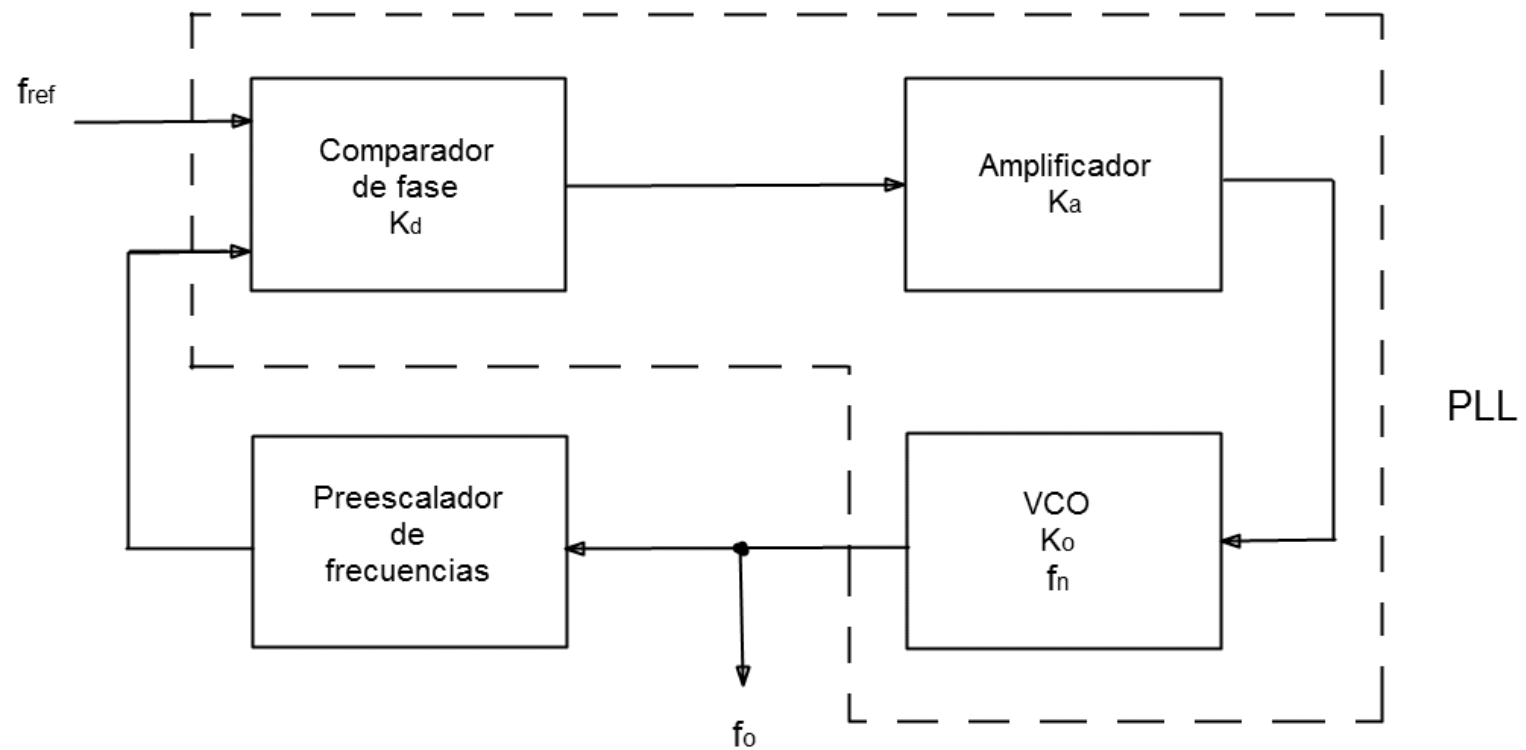 fref
Comparador
de fase
Kd
Amplificador
Ka
PLL
Preescalador
de
frecuencias
VCO
Ko
fn
fo